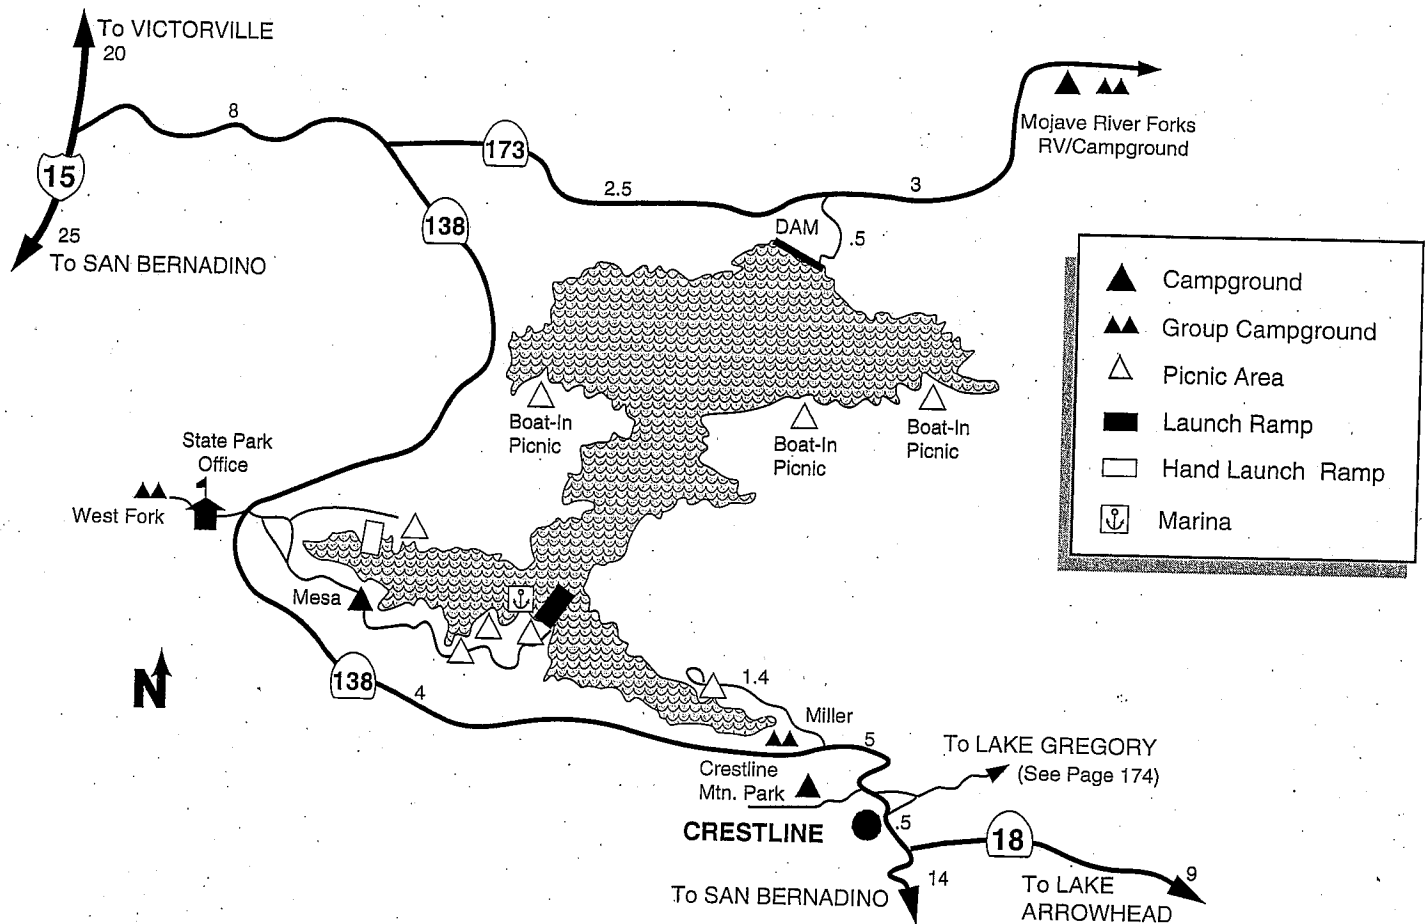 To VICTORVILLE
20
8
15
25
To SAN BERNADINO
173
138
2.5
3
Mojave River Forks
RV/Campground
DAM
.5
Campground
Group Campground
Picnic Area
Launch Ramp
Hand Launch Ramp
Marina
Boat-In
Picnic
Boat-In
Picnic
Boat-In
Picnic
State Park
Office
West Fork
Mesa
N
138
4
1.4
Miller
5
To LAKE GREGORY
(See Page 174)
Crestline
Mtn. Park
CRESTLINE
.5
18
14
To SAN BERNADINO
9
To LAKE
ARROWHEAD